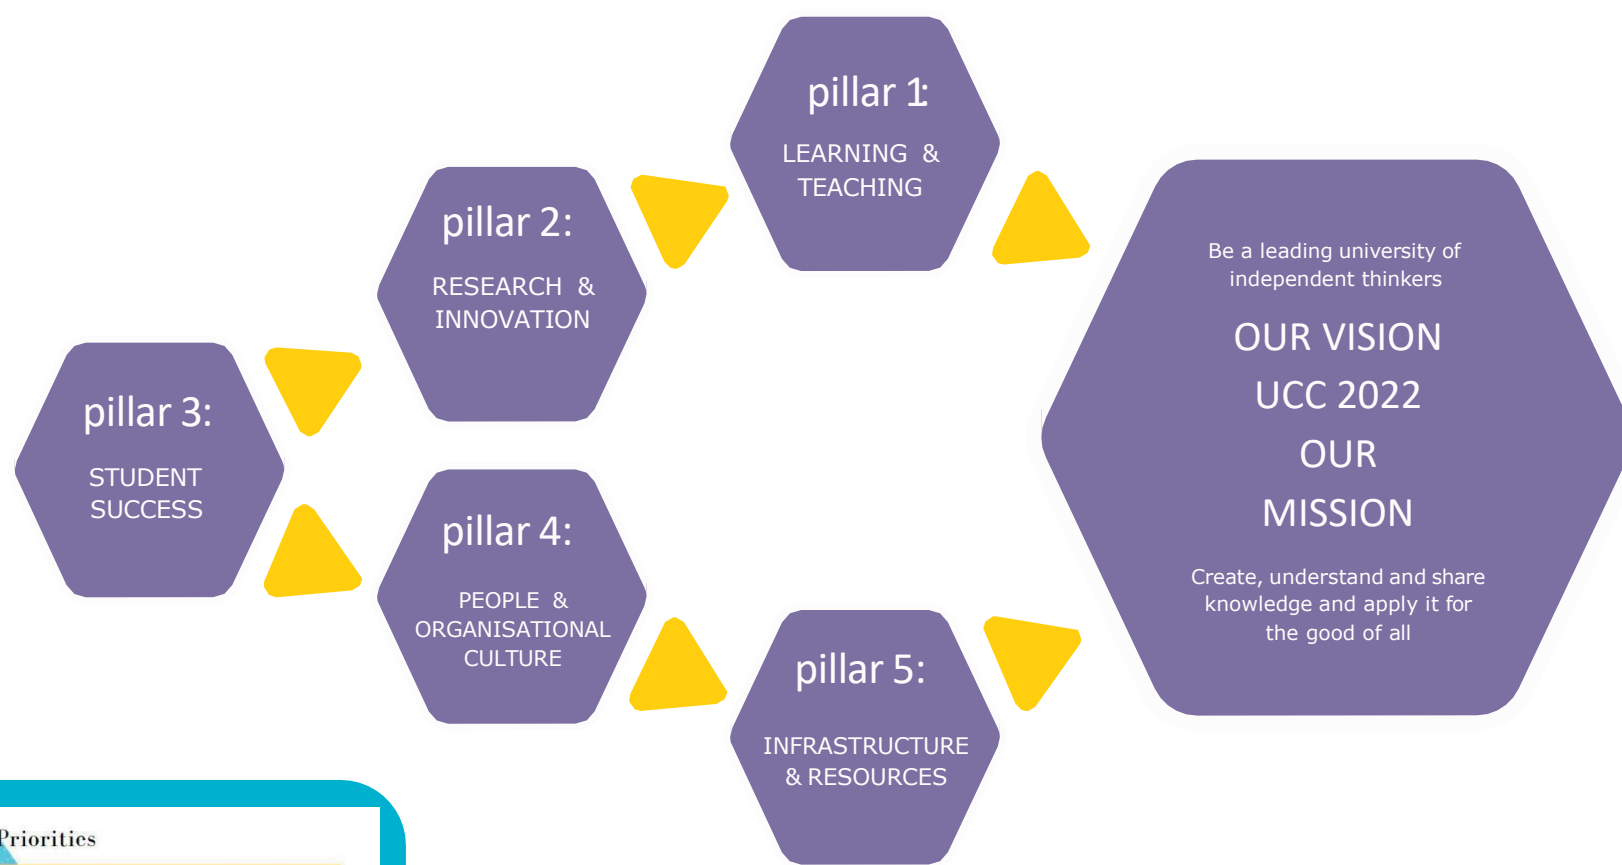 pillar 1:
LEARNING &
TEACHING
pillar 2:
RESEARCH &
INNOVATION
pillar 3:
STUDENT
SUCCESS
pillar 4:
PEOPLE &
ORGANISATIONAL
CULTURE
pillar 5:
INFRASTRUCTURE
& RESOURCES
Be a leading university of
independent thinkers
OUR VISION
UCC 2022
OUR
MISSION
Create, understand and share
knowledge and apply it for
the good of all
Priorities